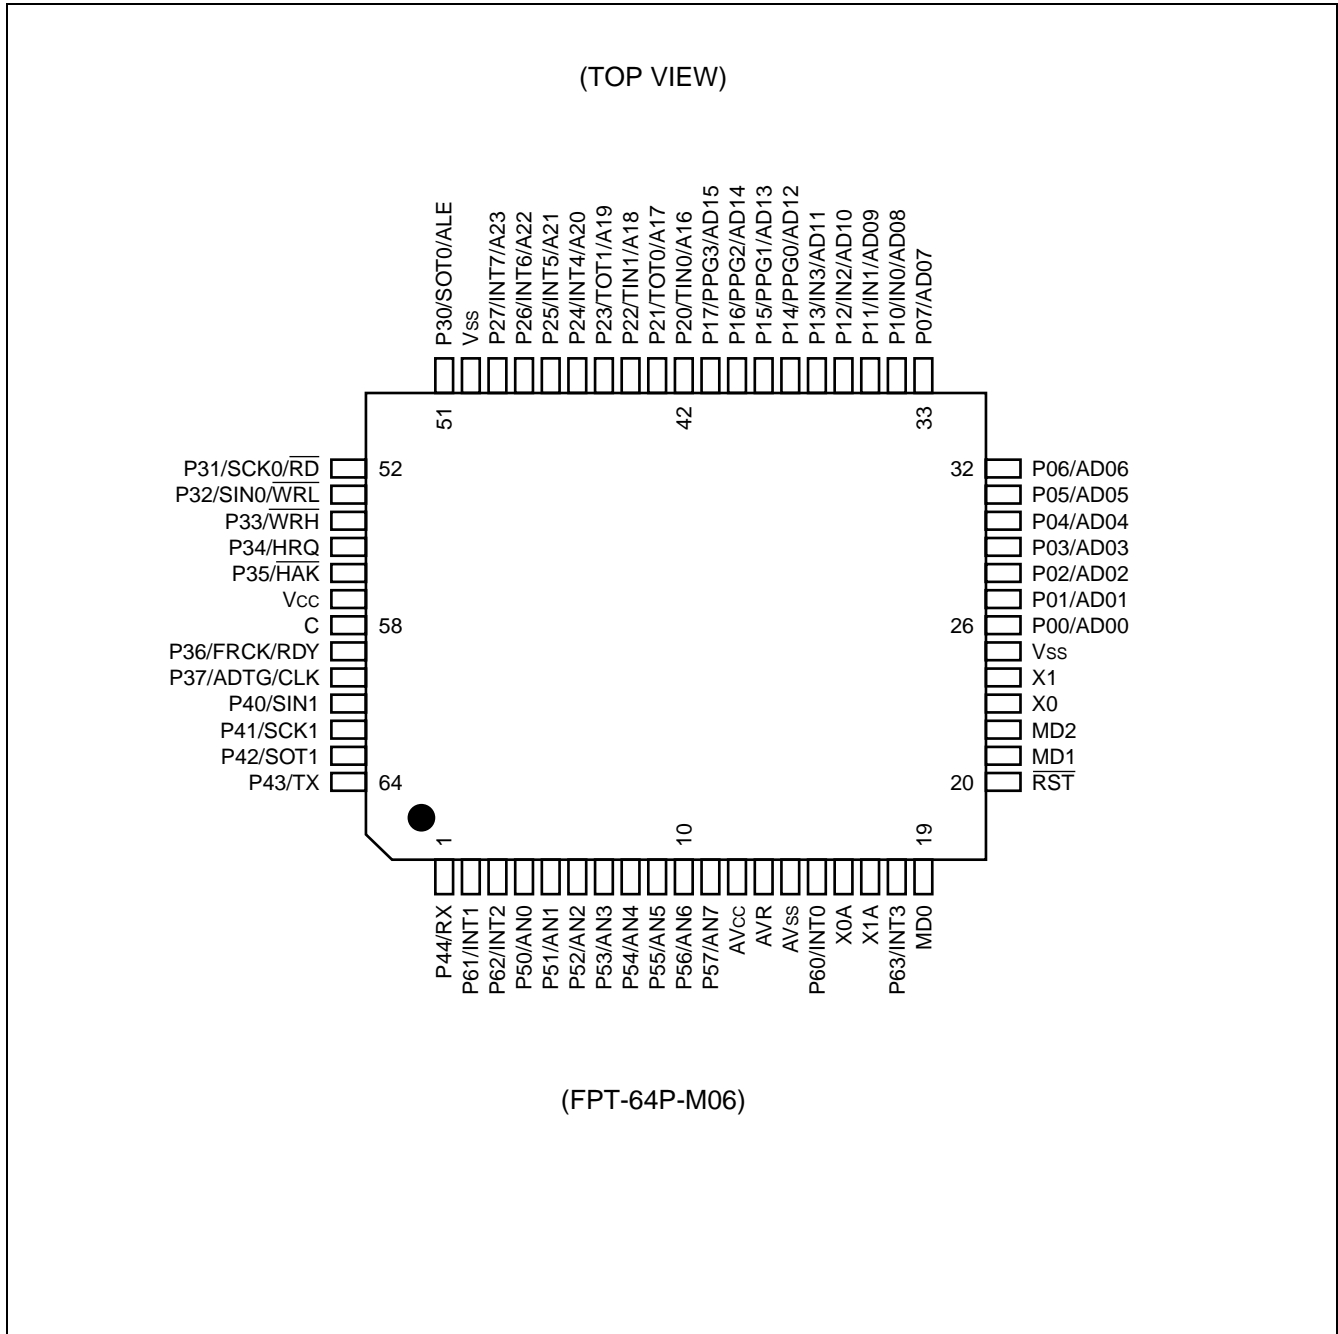 (TOP VIEW)
P30/SOT0/ALE
Vss
P27/INT7/A23
P26/INT6/A22
P25/INT5/A21
P24/INT4/A20
P23/TOT1/A19
P22/TIN1/A18
P21/TOT0/A17
P20/TIN0/A16
P17/PPG3/AD15
P16/PPG2/AD14
P15/PPG1/AD13
P14/PPG0/AD12
P13/IN3/AD11
P12/IN2/AD10
P11/IN1/AD09
P10/IN0/AD08
P07/AD07
51
42
33
P31/SCK0/RD
52
P32/SIN0/WRL
P33/WRH
P34/HRQ
P35/HAK
Vcc
C
58
P36/FRCK/RDY
P37/ADTG/CLK
P40/SIN1
P41/SCK1
P42/SOT1
P43/TX
64
32
P06/AD06
P05/AD05
P04/AD04
P03/AD03
P02/AD02
P01/AD01
26
P00/AD00
Vss
X1
X0
MD2
MD1
20
RST
1
10
19
P44/RX
P61/INT1
P62/INT2
P50/AN0
P51/AN1
P52/AN2
P53/AN3
P54/AN4
P55/AN5
P56/AN6
P57/AN7
AVcc
AVR
AVss
P60/INT0
X0A
X1A
P63/INT3
MD0
(FPT-64P-M06)